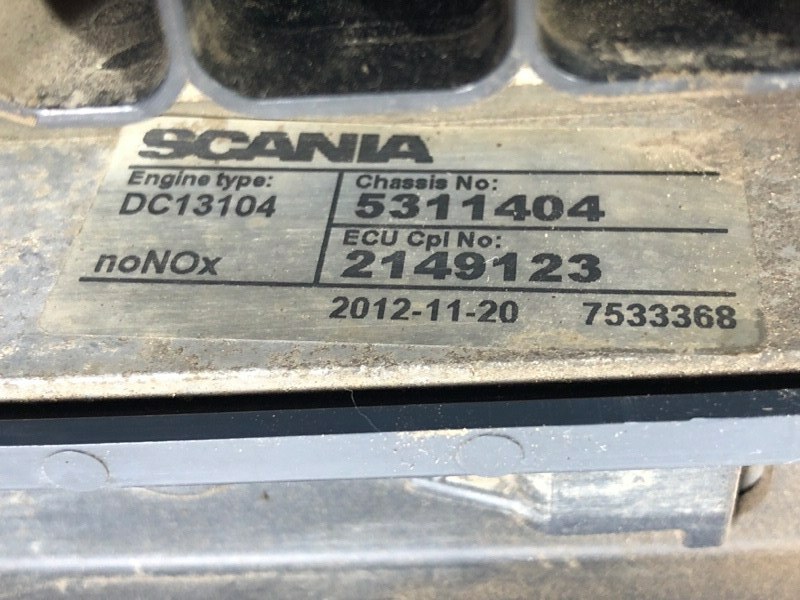 SCANIA
Engine type:
DC13104
noNOx
Chassis No:
5311404
ECU Cpl No:
2149123
2012-11-20 7533368